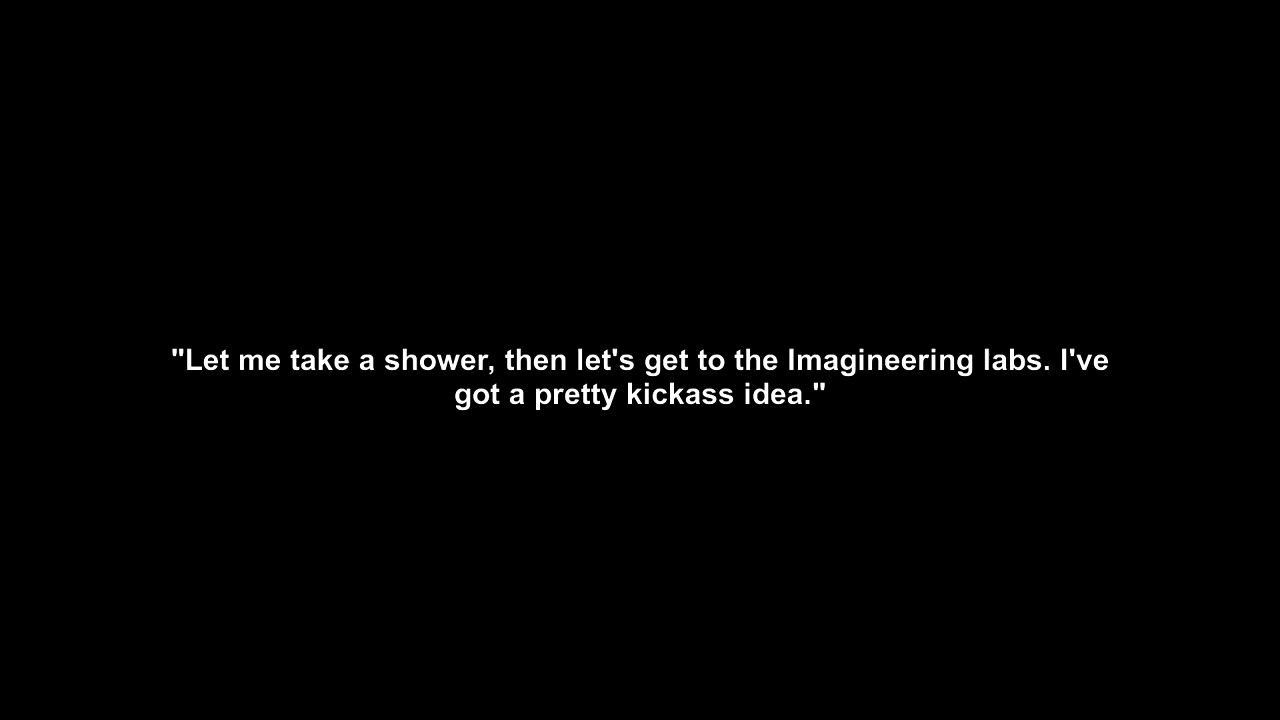 "Let me take a shower, then let's get to the Imagineering labs. I've
got a pretty kickass idea."